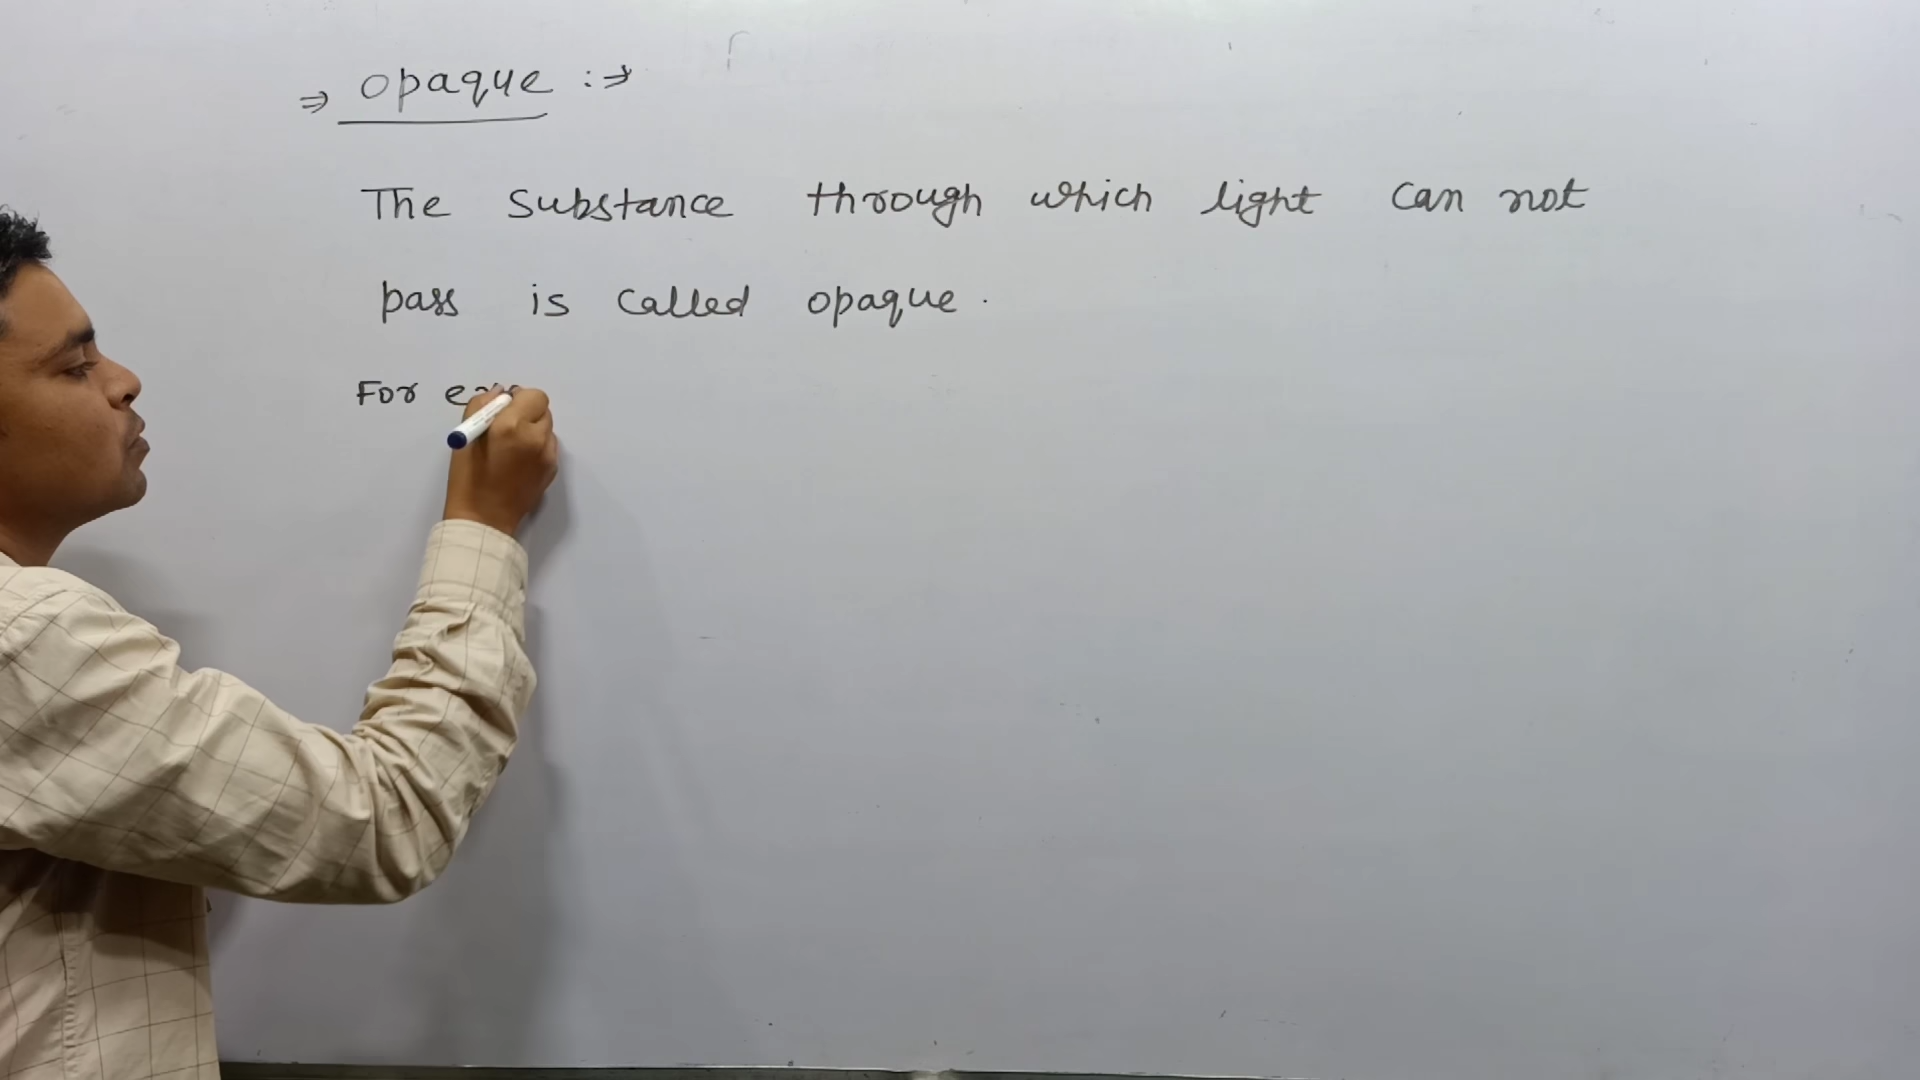 ⇒ opaque :→
The substance through which light can not
pass is called opaque.
For